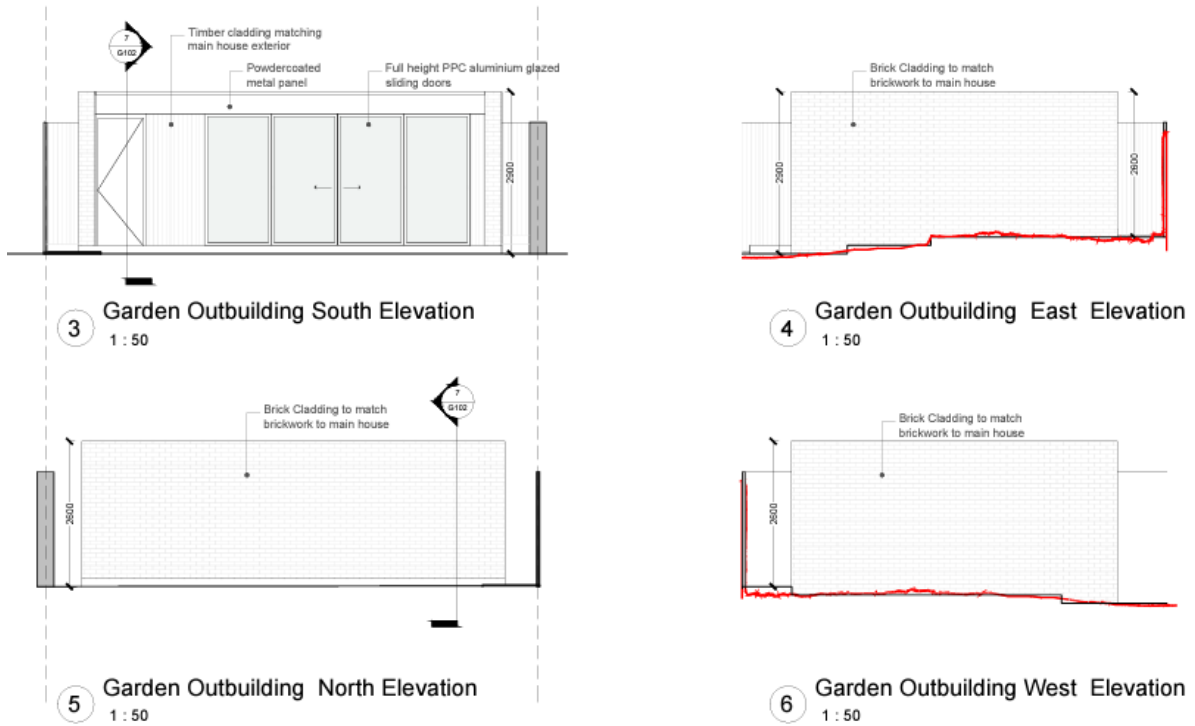 7
G102
Timber cladding matching
main house exterior
Powdercoated
metal panel
Full height PPC aluminium glazed
sliding doors
2900
3
Garden Outbuilding South Elevation
1 : 50
Brick Cladding to match
brickwork to main house
2900
2600
4
Garden Outbuilding East Elevation
1 : 50
Brick Cladding to match
brickwork to main house
7
G102
2600
5
Garden Outbuilding North Elevation
1 : 50
Brick Cladding to match
brickwork to main house
2600
6
Garden Outbuilding West Elevation
1 : 50